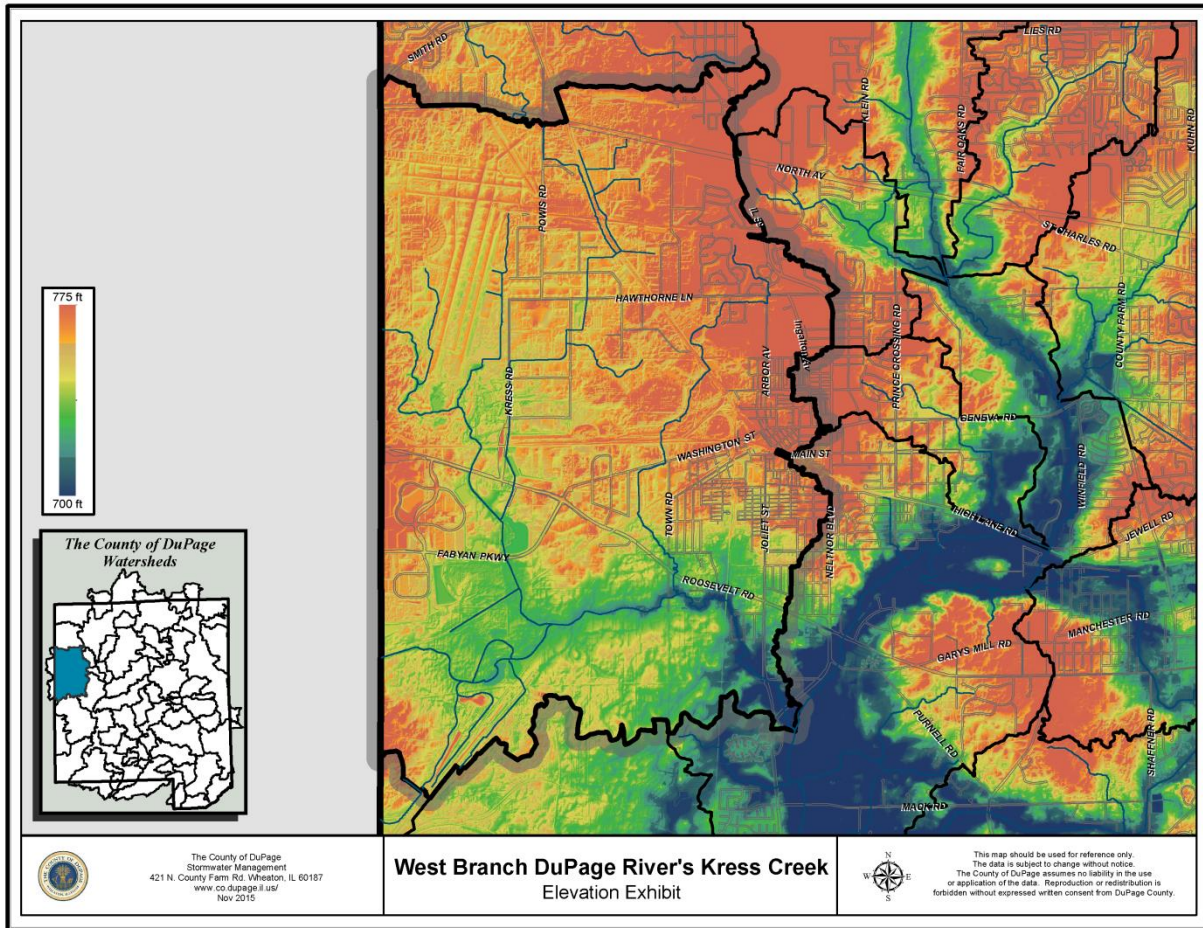 SMITH RD
LIES RD
KLEIN RD
FAIR OAKS RD
KUHN RD
NORTH AV
POWIS RD
IL 59
ST CHARLES RD
775 ft
HAWTHORNE LN
COUNTY FARM RD
Ingalton AV
PRINCE CROSSING RD
ARBOR AV
KRESS RD
GENEVA RD
WASHINGTON ST
MAIN ST
WINFIELD RD
700 ft
TOWN RD
JOLIET ST
NELTNOR BLVD
HIGH LAKE RD
JEWELL RD
The County of DuPage
Watersheds
FABYAN PKWY
ROOSEVELT RD
MANCHESTER RD
GARYS MILL RD
PURNELL RD
SHAFFNER RD
MACK RD
The County of DuPage
Stormwater Management
421 N. County Farm Rd. Wheaton, IL 60187
www.co.dupage.il.us/
Nov 2015
West Branch DuPage River's Kress Creek
Elevation Exhibit
N
W
E
S
This map should be used for reference only.
The data is subject to change without notice.
The County of DuPage assumes no liability in the use
or application of the data. Reproduction or redistribution is
forbidden without expressed written consent from DuPage County.